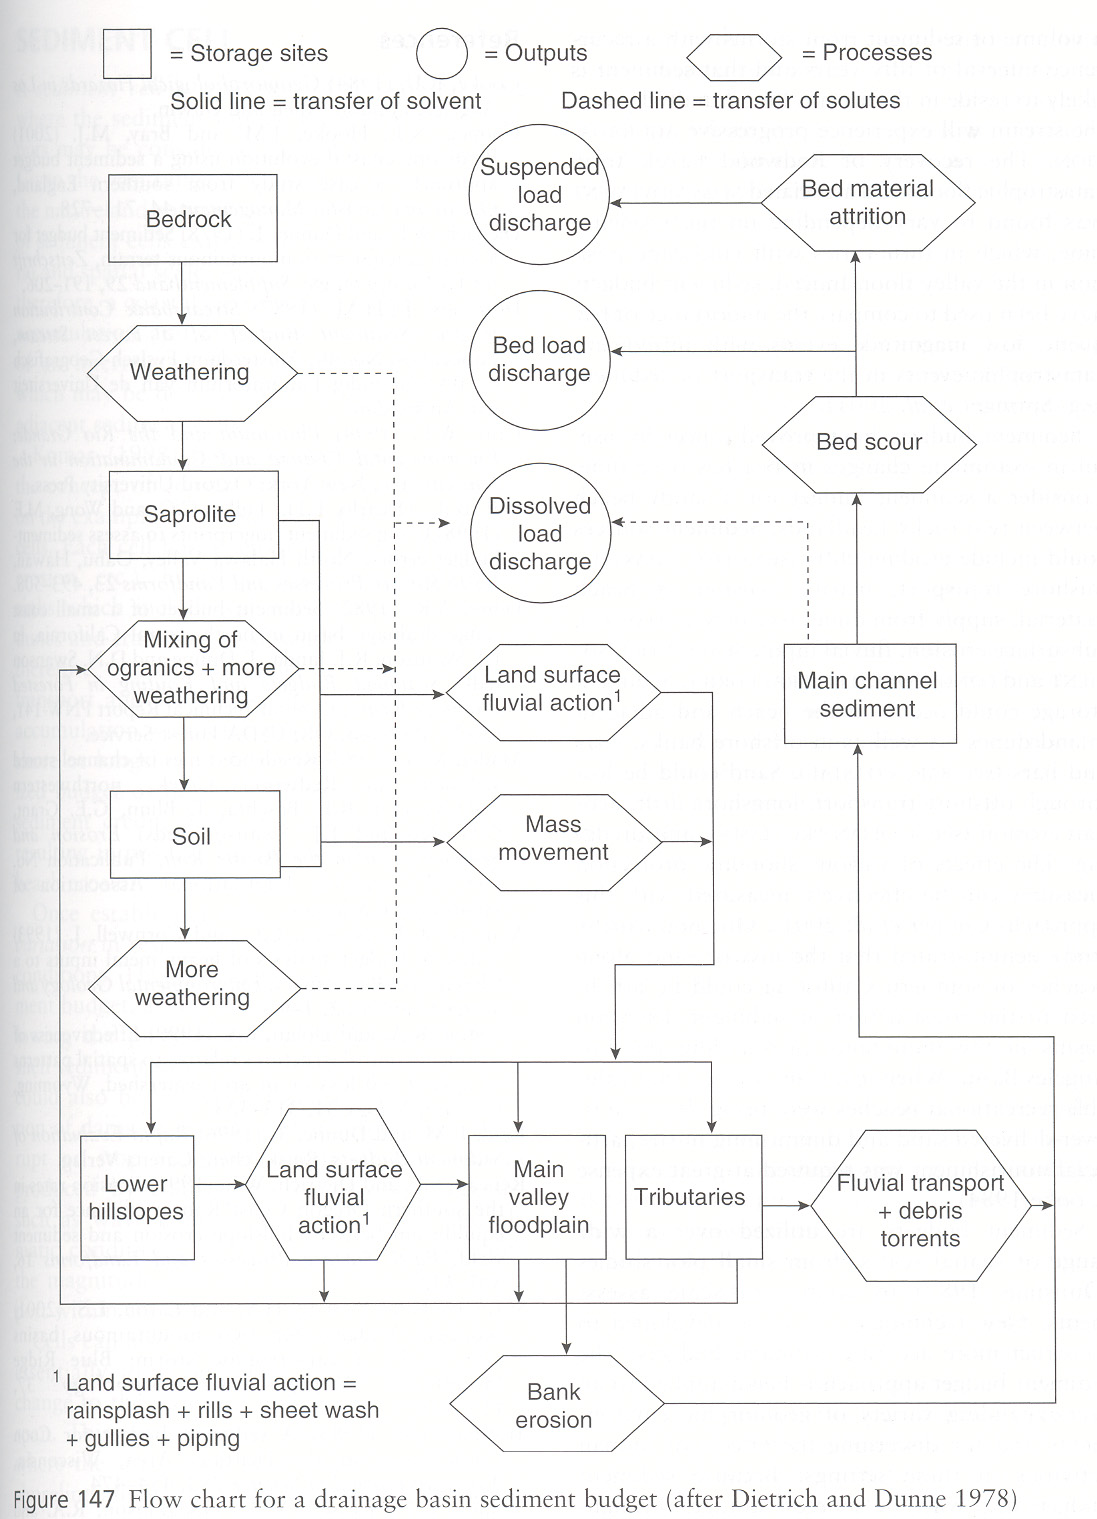 = Storage sites
= Outputs
= Processes
Solid line = transfer of solvent
Dashed line = transfer of solutes
Bedrock
Suspended
load
discharge
Bed material
attrition
Weathering
Bed load
discharge
Bed scour
Saprolite
Dissolved
load
discharge
Mixing of
ogranics + more
weathering
Land surface
fluvial action¹
Main channel
sediment
Soil
Mass
movement
More
weathering
Lower
hillslopes
Land surface
fluvial
action¹
Main
valley
floodplain
Tributaries
Fluvial transport
+ debris
torrents
Bank
erosion
¹ Land surface fluvial action =
rainsplash + rills + sheet wash
+ gullies + piping
Figure 147 Flow chart for a drainage basin sediment budget (after Dietrich and Dunne 1978)